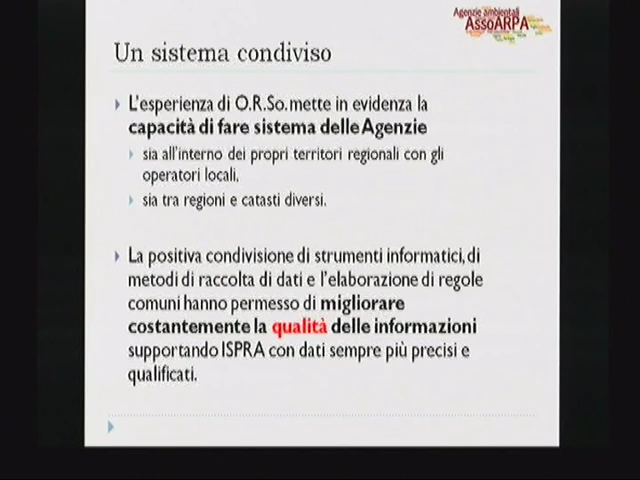 Agenzie ambientali
AssoARPA
Un sistema condiviso
L'esperienza di O.R.So. mette in evidenza la
capacità di fare sistema delle Agenzie
sia all'interno dei propri territori regionali con gli
operatori locali,
sia tra regioni e catasti diversi.
La positiva condivisione di strumenti informatici, di
metodi di raccolta di dati e l'elaborazione di regole
comuni hanno permesso di migliorare
costantemente la qualità delle informazioni
supportando ISPRA con dati sempre più precisi e
qualificati.